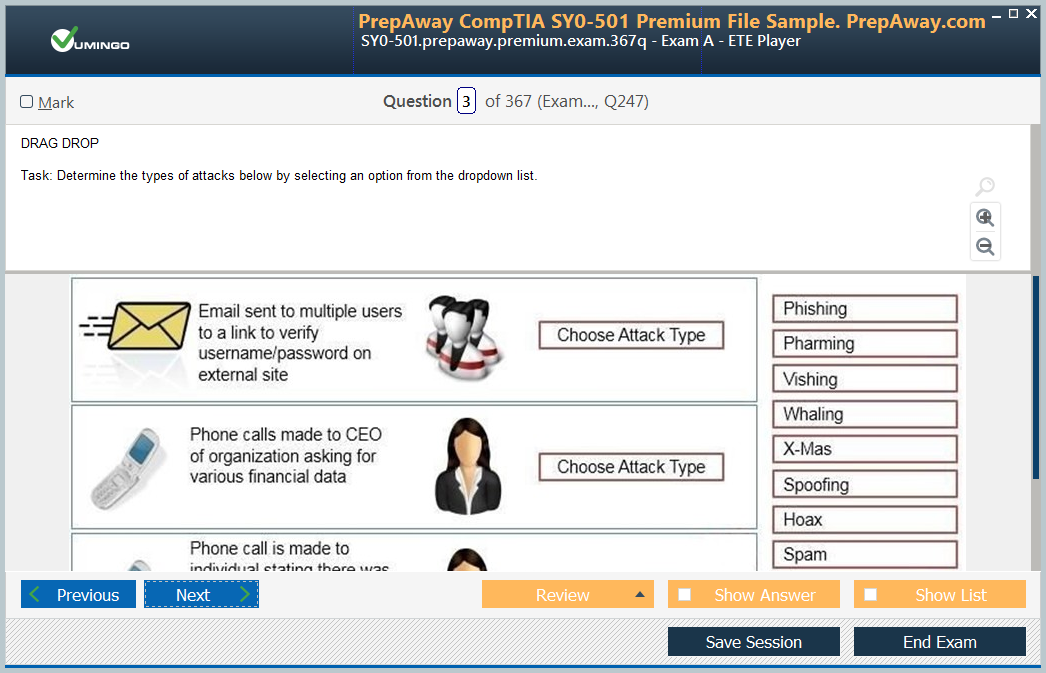 PrepAway CompTIA SY0-501 Premium File Sample. PrepAway.com
SY0-501.prepaway.premium.exam.367q - Exam A - ETE Player
VUMINGO
Mark
Question 3 of 367 (Exam..., Q247)
DRAG DROP
Task: Determine the types of attacks below by selecting an option from the dropdown list.
Email sent to multiple users
to a link to verify
username/password on
external site
Choose Attack Type
Phone calls made to CEO
of organization asking for
various financial data
Choose Attack Type
Phone call is made to
individual stating there was
Phishing
Pharming
Vishing
Whaling
X-Mas
Spoofing
Hoax
Spam
Previous
Next
Review
Show Answer
Show List
Save Session
End Exam